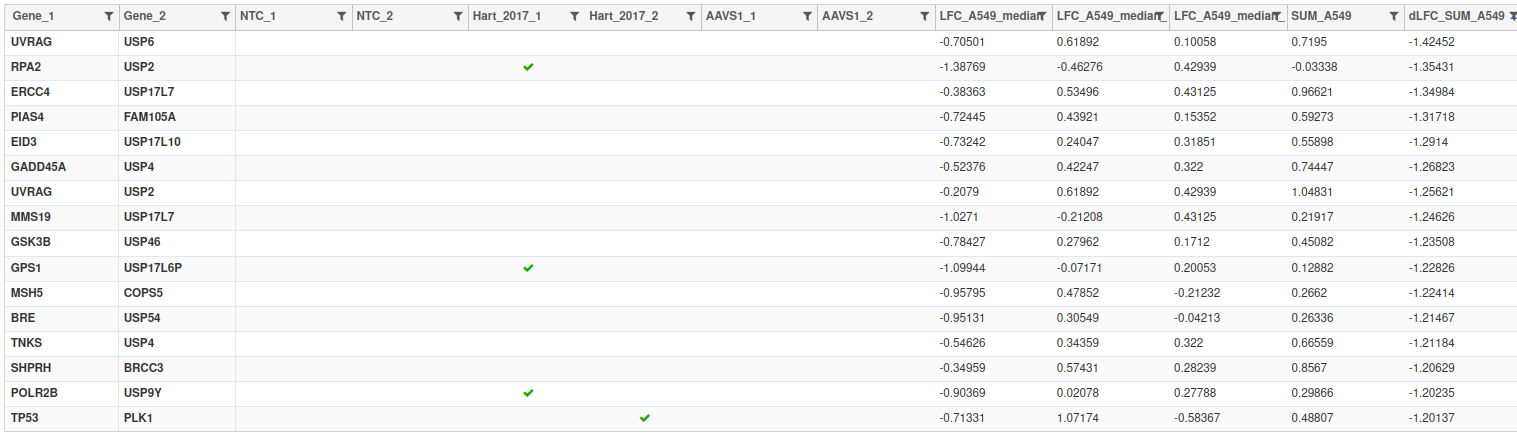 Gene_1 Gene_2 NTC_1 NTC_2 Hart_2017_1 Hart_2017_2 AAVS1_1 AAVS1_2 LFC_A549_median LFC_A549_median_ LFC_A549_median_ SUM_A549 dLFC_SUM_A549
UVRAG USP6 -0.70501 0.61892 0.10058 0.7195 -1.42452
RPA2 USP2 ✔ -1.38769 -0.46276 0.42939 -0.03338 -1.35431
ERCC4 USP17L7 -0.38363 0.53496 0.43125 0.96621 -1.34984
PIAS4 FAM105A -0.72445 0.43921 0.15352 0.59273 -1.31718
EID3 USP17L10 -0.73242 0.24047 0.31851 0.55898 -1.2914
GADD45A USP4 -0.52376 0.42247 0.322 0.74447 -1.26823
UVRAG USP2 -0.2079 0.61892 0.42939 1.04831 -1.25621
MMS19 USP17L7 -1.0271 -0.21208 0.43125 0.21917 -1.24626
GSK3B USP46 -0.78427 0.27962 0.1712 0.45082 -1.23508
GPS1 USP17L6P ✔ -1.09944 -0.07171 0.20053 0.12882 -1.22826
MSH5 COPS5 -0.95795 0.47852 -0.21232 0.2662 -1.22414
BRE USP54 -0.95131 0.30549 -0.04213 0.26336 -1.21467
TNKS USP4 -0.54626 0.34359 0.322 0.66559 -1.21184
SHPRH BRCC3 -0.34959 0.57431 0.28239 0.8567 -1.20629
POLR2B USP9Y ✔ -0.90369 0.02078 0.27788 0.29866 -1.20235
TP53 PLK1 ✔ -0.71331 1.07174 -0.58367 0.48807 -1.20137